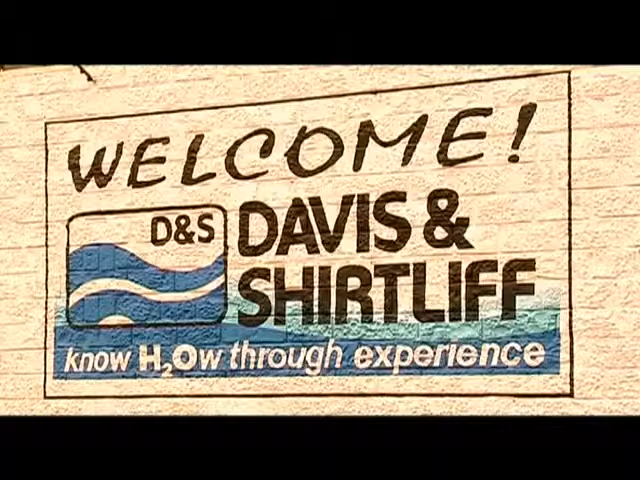 WELCOME!
D&S
DAVIS &
SHIRTLIFF
know H₂Ow through experience